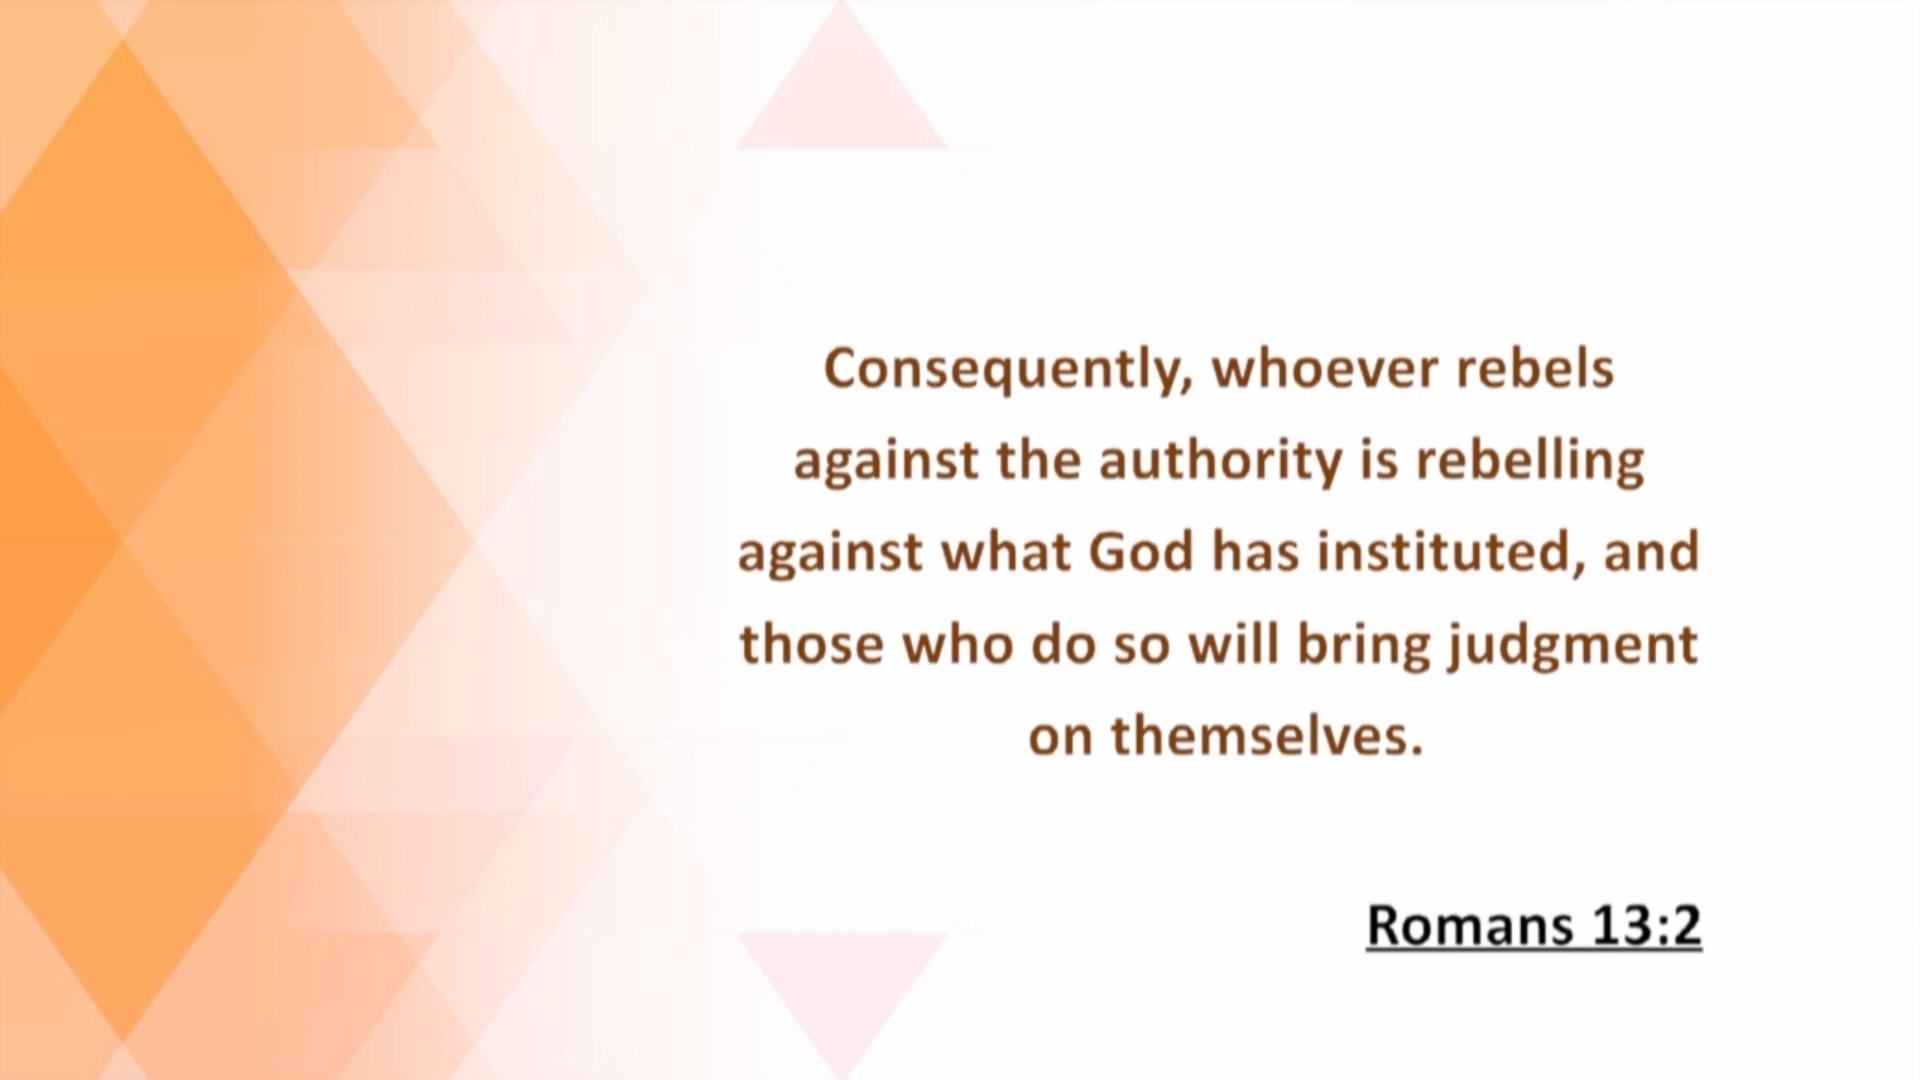 Consequently, whoever rebels
against the authority is rebelling
against what God has instituted, and
those who do so will bring judgment
on themselves.
Romans 13:2